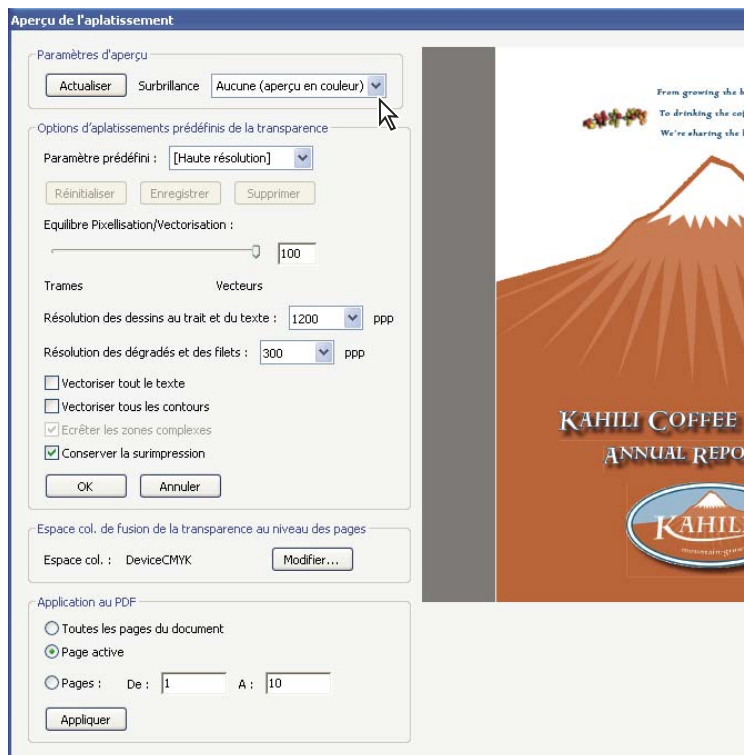 Aperçu de l'aplatissement
Paramètres d'aperçu
Actualiser Surbrillance Aucune (aperçu en couleur)
Options d'aplatissements prédéfinis de la transparence
Paramètre prédéfini : [Haute résolution]
Réinitialiser Enregistrer Supprimer
Equilibre Pixellisation/Vectorisation :
100
Trames Vecteurs
Résolution des dessins au trait et du texte : 1200 ppp
Résolution des dégradés et des filets : 300 ppp
Vectoriser tout le texte
Vectoriser tous les contours
Ecrêter les zones complexes
Conserver la surimpression
OK Annuler
Espace col. de fusion de la transparence au niveau des pages
Espace col. : DeviceCMYK Modifier...
Application au PDF
Toutes les pages du document
Page active
Pages : De : 1 A : 10
Appliquer
From growing the
To drinking the
We're sharing the
KAHILI COFFEE
ANNUAL